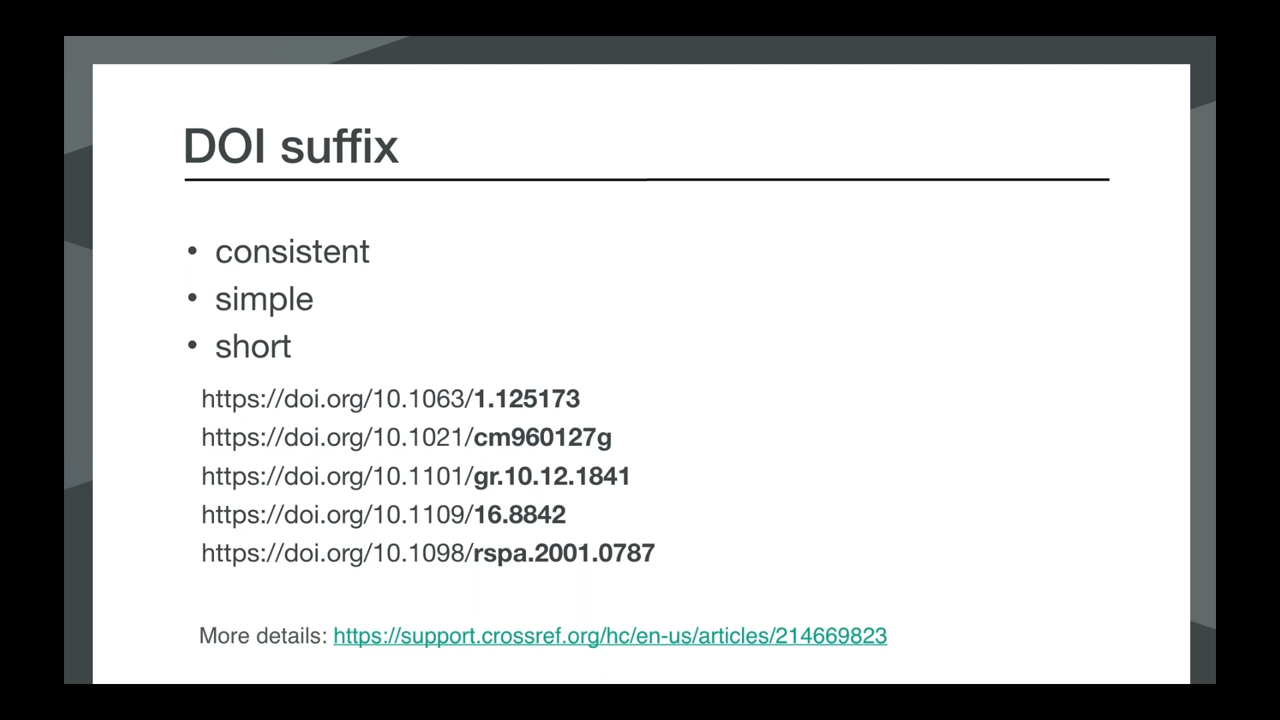 DOI suffix
• consistent
• simple
• short
https://doi.org/10.1063/1.125173
https://doi.org/10.1021/cm960127g
https://doi.org/10.1101/gr.10.12.1841
https://doi.org/10.1109/16.8842
https://doi.org/10.1098/rspa.2001.0787
More details: https://support.crossref.org/hc/en-us/articles/214669823